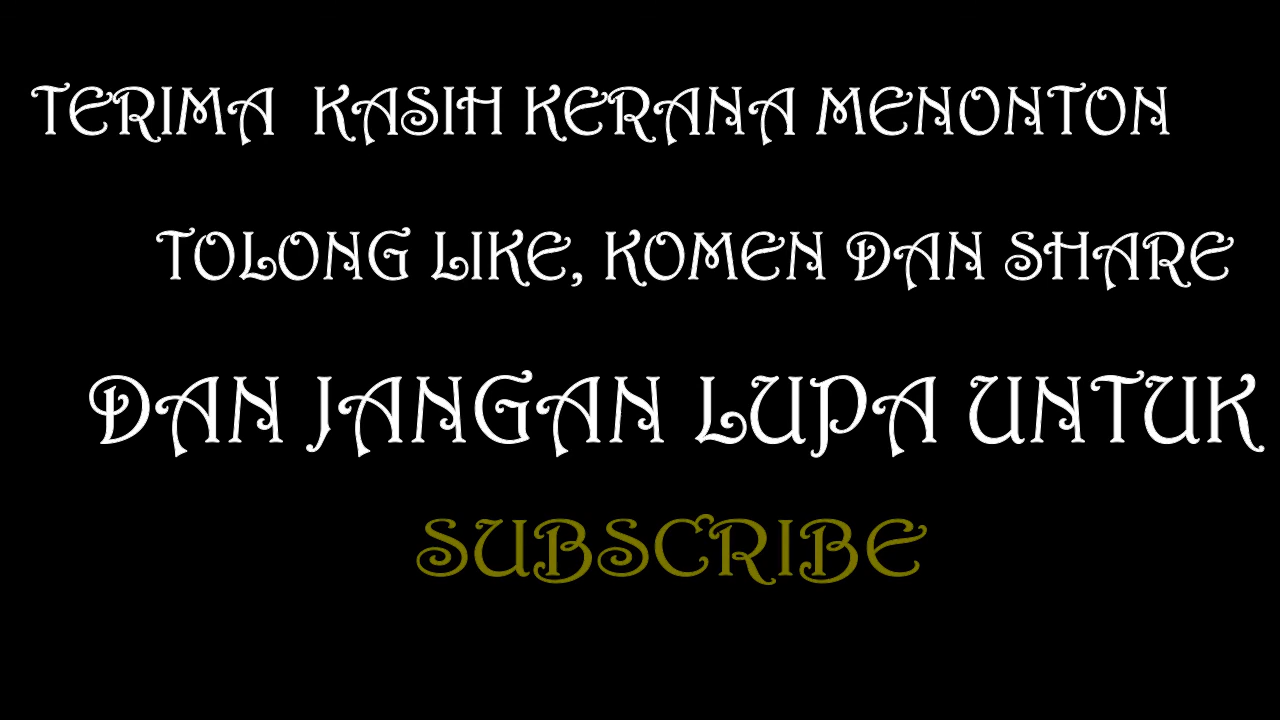 TERIMA KASIH KERANA MENONTON
TOLONG LIKE, KOMEN DAN SHARE
DAN JANGAN LUPA UNTUK
SUBSCRIBE